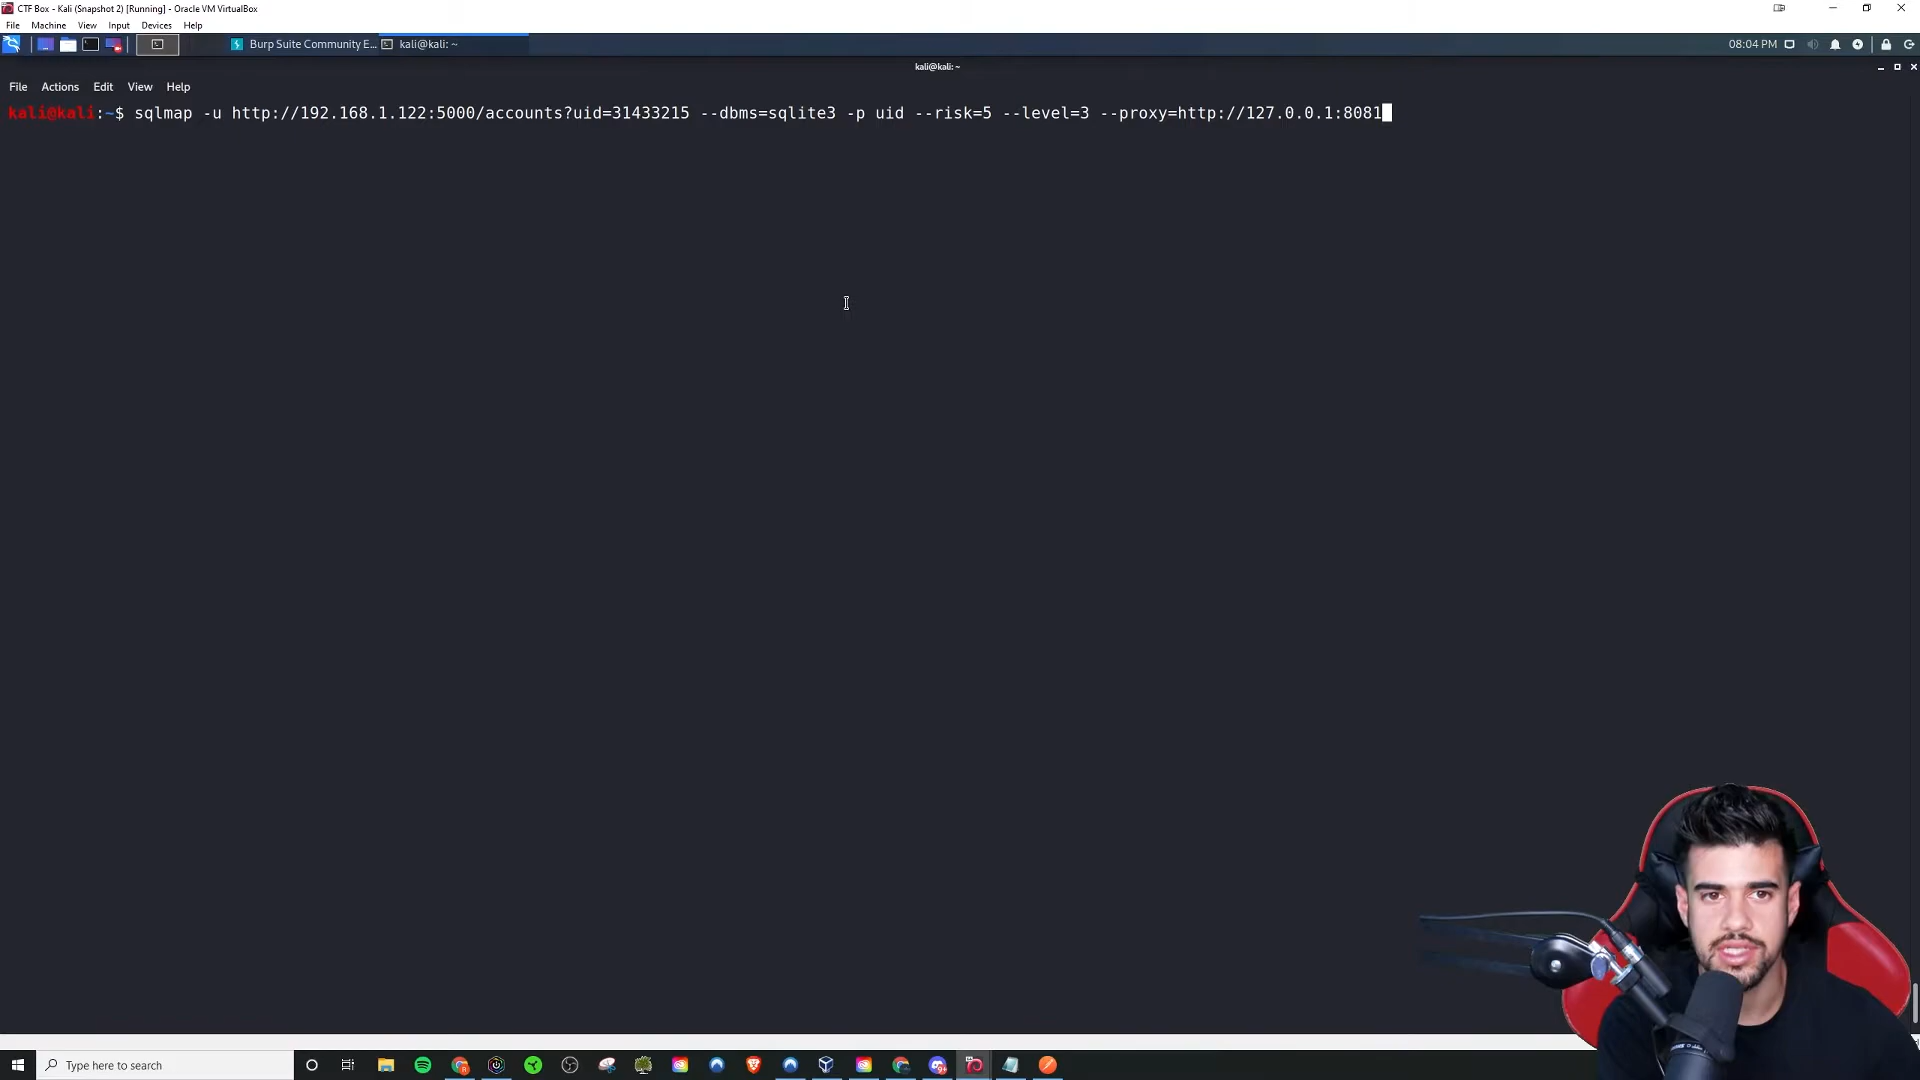 CTF Box - Kali (Snapshot 2) [Running] - Oracle VM VirtualBox
File Machine View Input Devices Help
Burp Suite Community E... kali@kali: ~ 08:04 PM
kali@kali: ~
File Actions Edit View Help
kali@kali:~$ sqlmap -u http://192.168.1.122:5000/accounts?uid=31433215 --dbms=sqlite3 -p uid --risk=5 --level=3 --proxy=http://127.0.0.1:8081
Type here to search